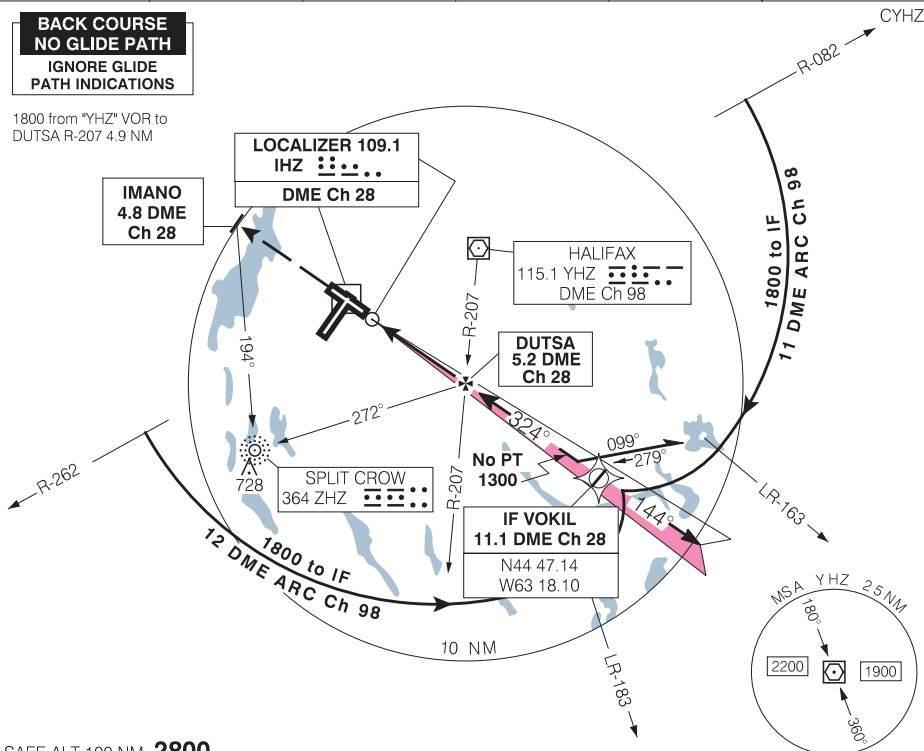 BACK COURSE
NO GLIDE PATH
IGNORE GLIDE
PATH INDICATIONS
1800 from "YHZ" VOR to
DUTSA R-207 4.9 NM
CYHZ
R-082
LOCALIZER 109.1
IHZ
DME Ch 28
IMANO
4.8 DME
Ch 28
HALIFAX
115.1 YHZ
DME Ch 98
1800 to IF
11 DME ARC Ch 98
R-207
DUTSA
5.2 DME
Ch 28
194°
272°
324°
099°
279°
No PT
1300
728
SPLIT CROW
364 ZHZ
R-207
R-262
144°
LR-163
IF VOKIL
11.1 DME Ch 28
N44 47.14
W63 18.10
1800 to IF
12 DME ARC Ch 98
10 NM
LR-183
MSA YHZ 25NM
180°
2200
1900
360°
SAFE ALT 100 NM 2800